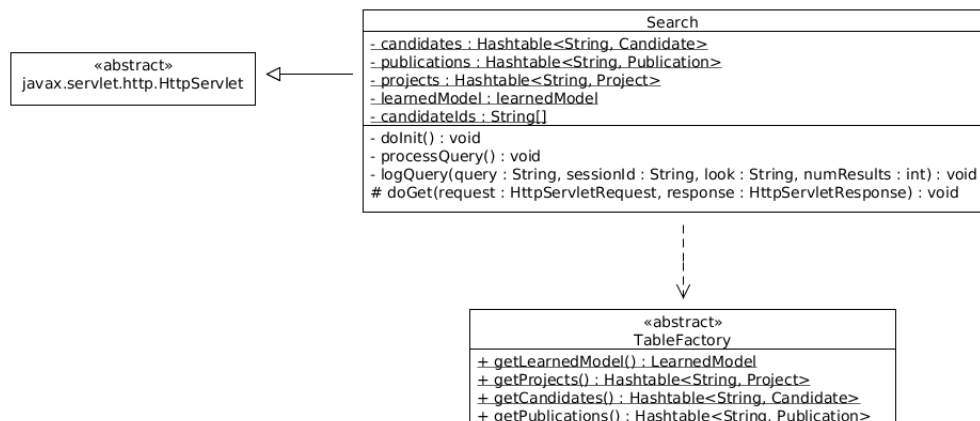 Search
- candidates : Hashtable<String, Candidate>
- publications : Hashtable<String, Publication>
- projects : Hashtable<String, Project>
- learnedModel : learnedModel
- candidateIds : String[]
- doInit() : void
- processQuery() : void
- logQuery(query : String, sessionId : String, look : String, numResults : int) : void
# doGet(request : HttpServletRequest, response : HttpServletResponse) : void
«abstract»
javax.servlet.http.HttpServlet
«abstract»
TableFactory
+ getLearnedModel() : LearnedModel
+ getProjects() : Hashtable<String, Project>
+ getCandidates() : Hashtable<String, Candidate>
+ getPublications() : Hashtable<String, Publication>